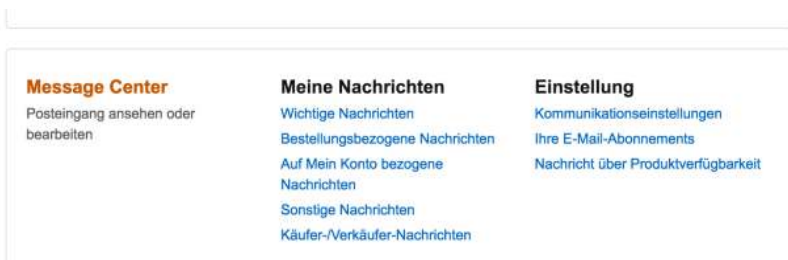 Message Center
Posteingang ansehen oder
bearbeiten
Meine Nachrichten
Wichtige Nachrichten
Bestellungsbezogene Nachrichten
Auf Mein Konto bezogene
Nachrichten
Sonstige Nachrichten
Käufer-/Verkäufer-Nachrichten
Einstellung
Kommunikationseinstellungen
Ihre E-Mail-Abonnements
Nachricht über Produktverfügbarkeit